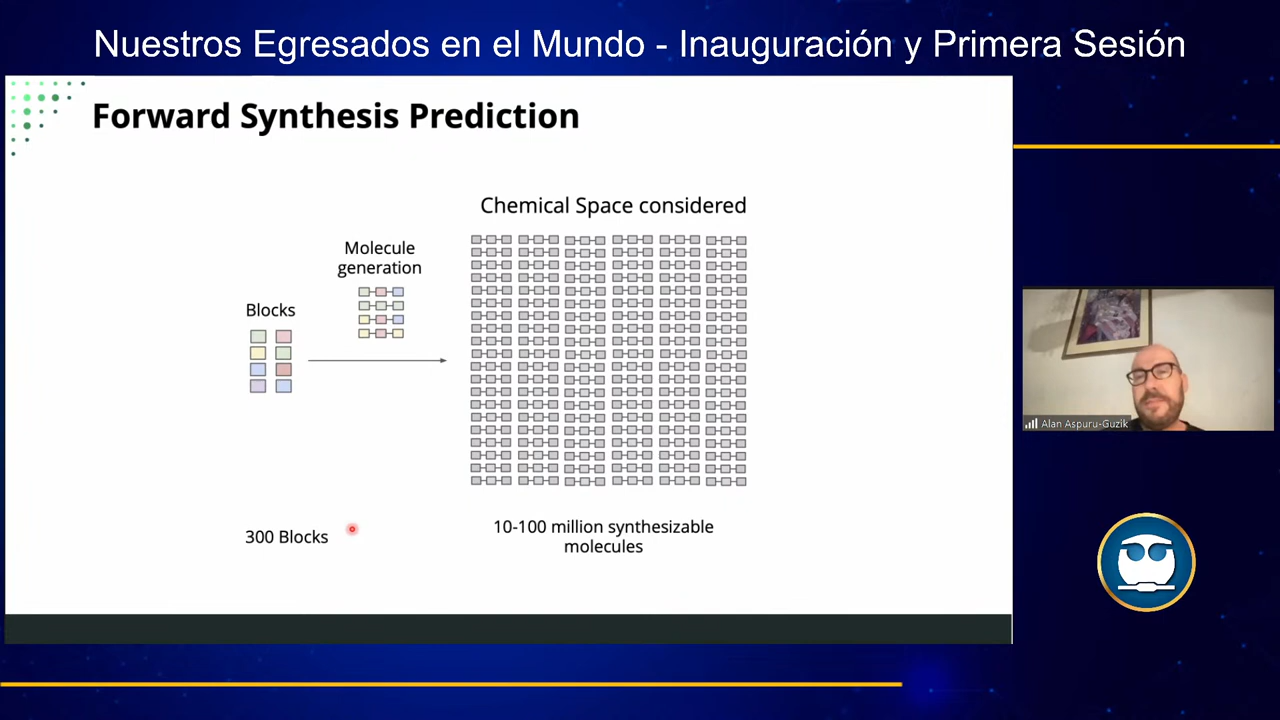 Nuestros Egresados en el Mundo - Inauguración y Primera Sesión
Forward Synthesis Prediction
Chemical Space considered
Molecule
generation
Blocks
300 Blocks
10-100 million synthesizable
molecules
Alan Aspuru-Guzik